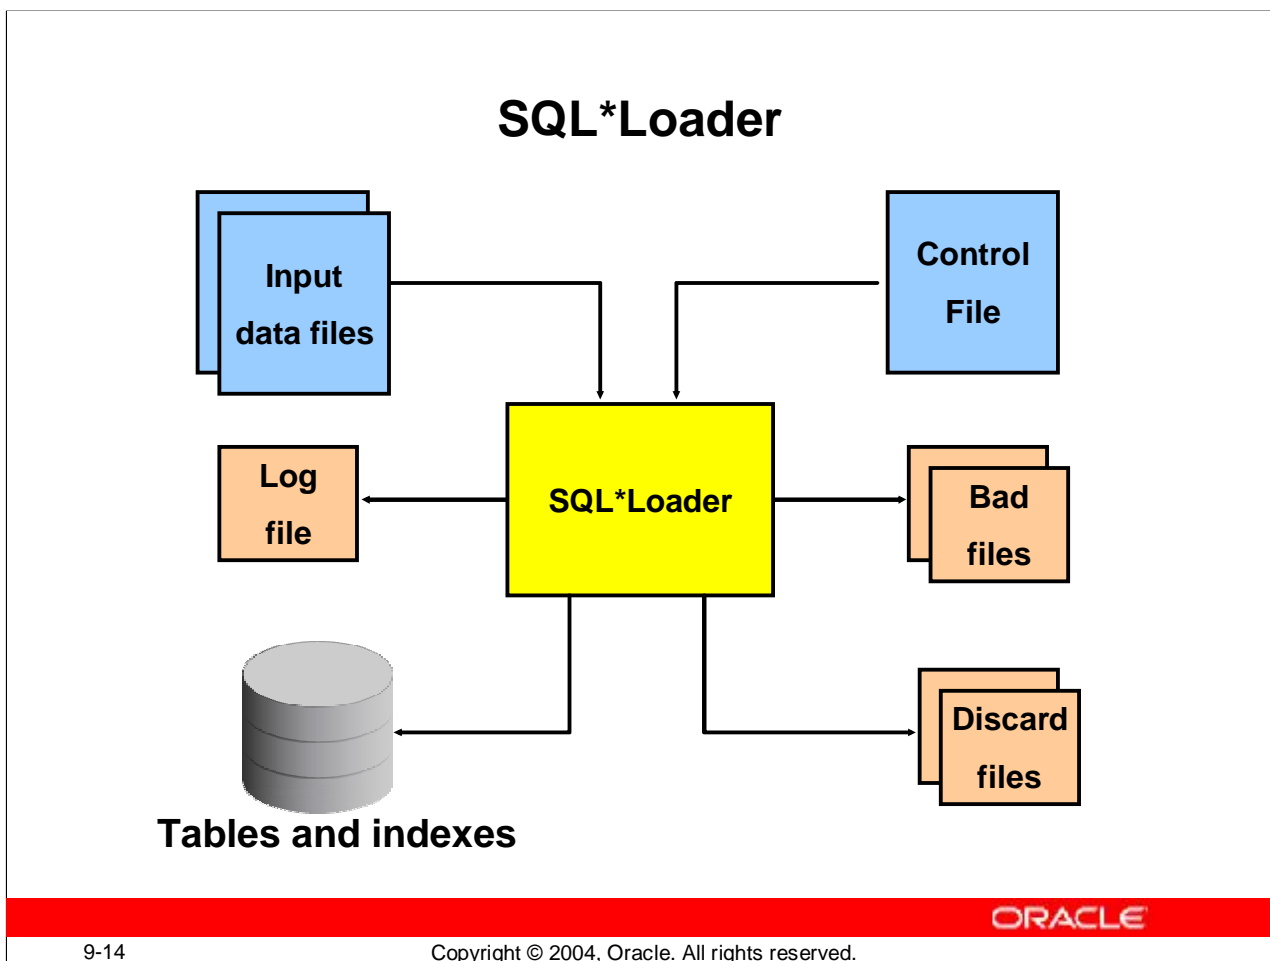 SQL*Loader
Input
data files
Control
File
Log
file
SQL*Loader
Bad
files
Discard
files
Tables and indexes
ORACLE
9-14
Copyright © 2004, Oracle. All rights reserved.